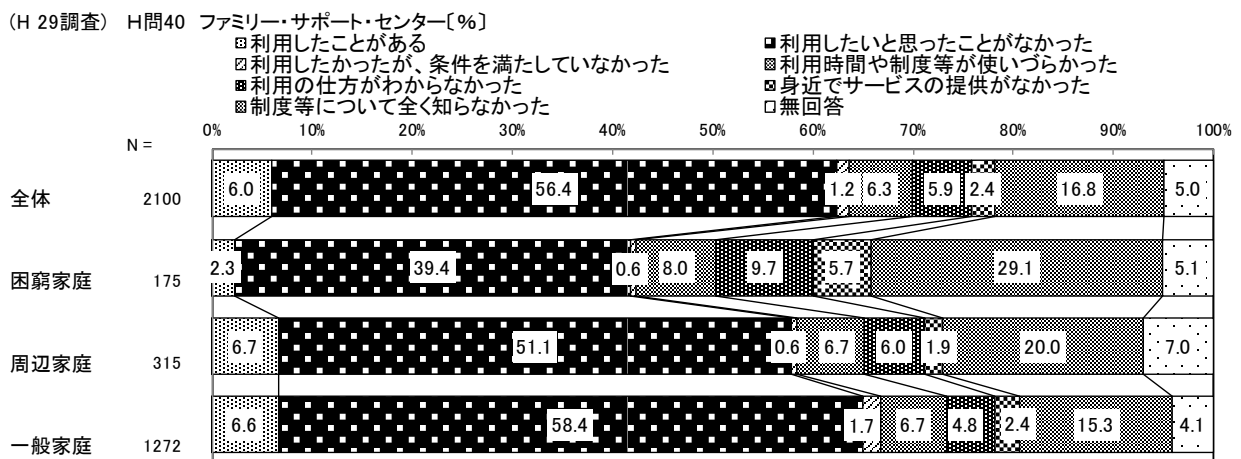 (H 29調査) H問40 ファミリー・サポート・センター〔%〕
利用したことがある 利用したいと思ったことがなかった
利用したかったが、条件を満たしていなかった 利用時間や制度等が使いづらかった
利用の仕方がわからなかった 身近でサービスの提供がなかった
制度等について全く知らなかった 無回答
0% 10% 20% 30% 40% 50% 60% 70% 80% 90% 100%
N =
全体 2100 6.0 56.4 1.2 6.3 5.9 2.4 16.8 5.0
困窮家庭 175 2.3 39.4 0.6 8.0 9.7 5.7 29.1 5.1
周辺家庭 315 6.7 51.1 0.6 6.7 6.0 1.9 20.0 7.0
一般家庭 1272 6.6 58.4 1.7 6.7 4.8 2.4 15.3 4.1